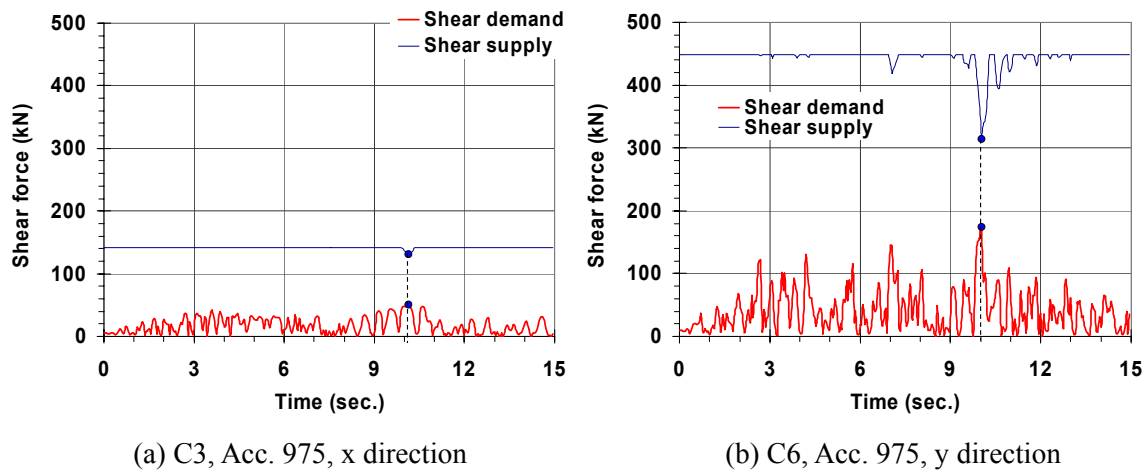 Shear demand
Shear supply
Shear force (kN)
500
400
300
200
100
0
0 3 6 9 12 15
Time (sec.)
(a) C3, Acc. 975, x direction
Shear demand
Shear supply
Shear force (kN)
500
400
300
200
100
0
0 3 6 9 12 15
Time (sec.)
(b) C6, Acc. 975, y direction